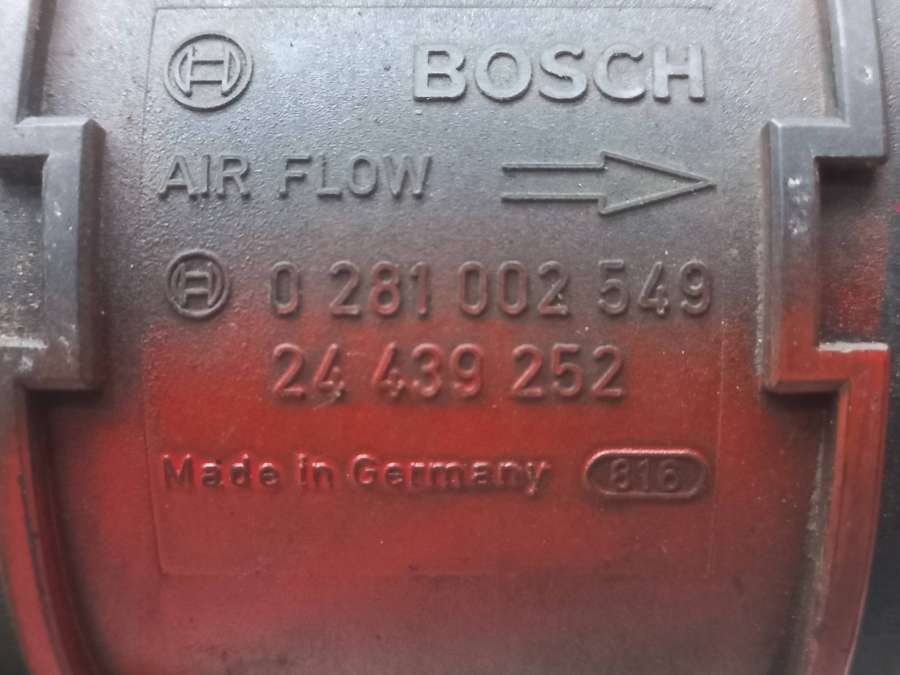 BOSCH
AIR FLOW
0 281 002 549
24 439 252
Made in Germany 816